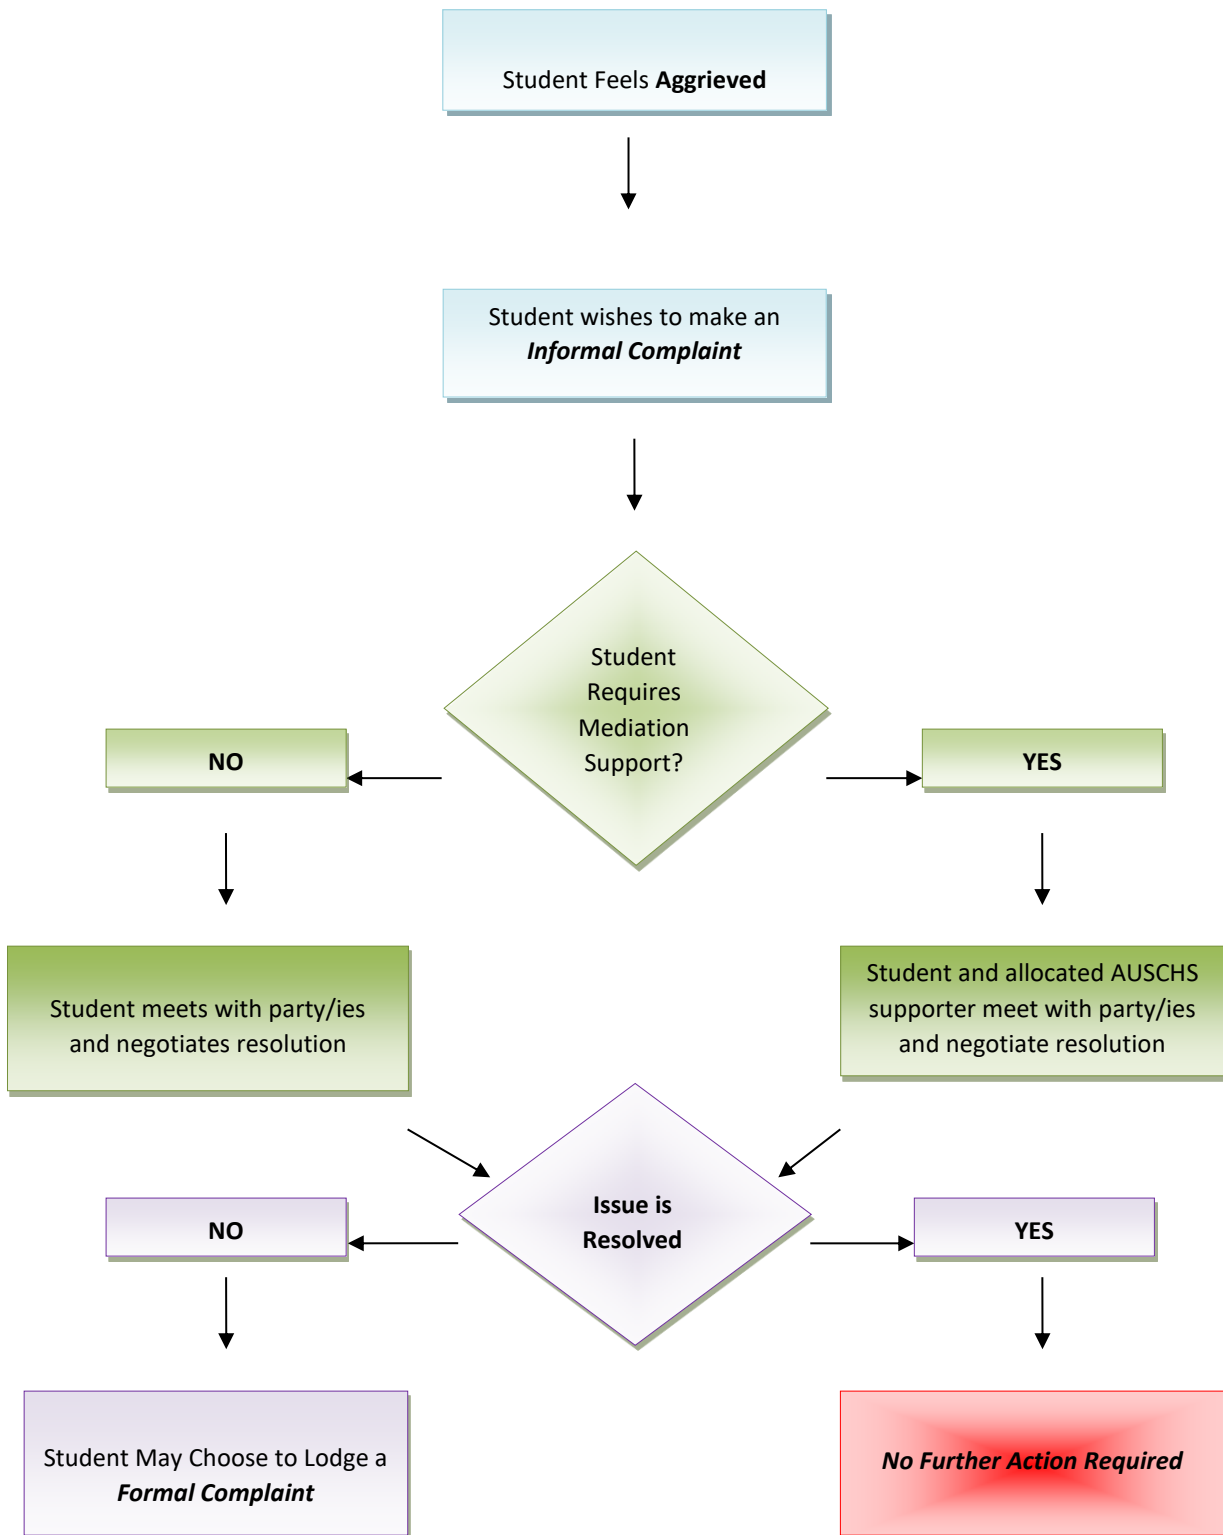 Student Feels Aggrieved
Student wishes to make an
Informal Complaint
Student
Requires
Mediation
Support?
NO
YES
Student meets with party/ies
and negotiates resolution
Student and allocated AUSCHS
supporter meet with party/ies
and negotiate resolution
Issue is
Resolved
NO
YES
Student May Choose to Lodge a
Formal Complaint
No Further Action Required